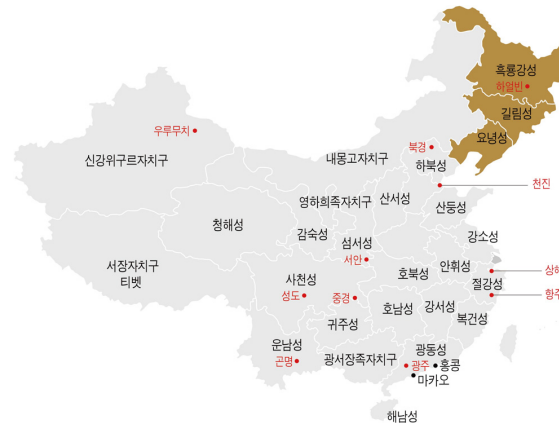 흑룡강성
하얼빈
길림성
요녕성
우루무치
북경
신강위구르자치구
내몽고자치구
하북성
천진
영하회족자치구
산서성
산둥성
청해성
감숙성
섬서성
강소성
서안
서장자치구
티벳
사천성
호북성
안휘성
상해
절강성
성도
중경
항주
호남성
강서성
복건성
귀주성
운남성
곤명
광서장족자치구
광동성
광주
홍콩
마카오
해남성